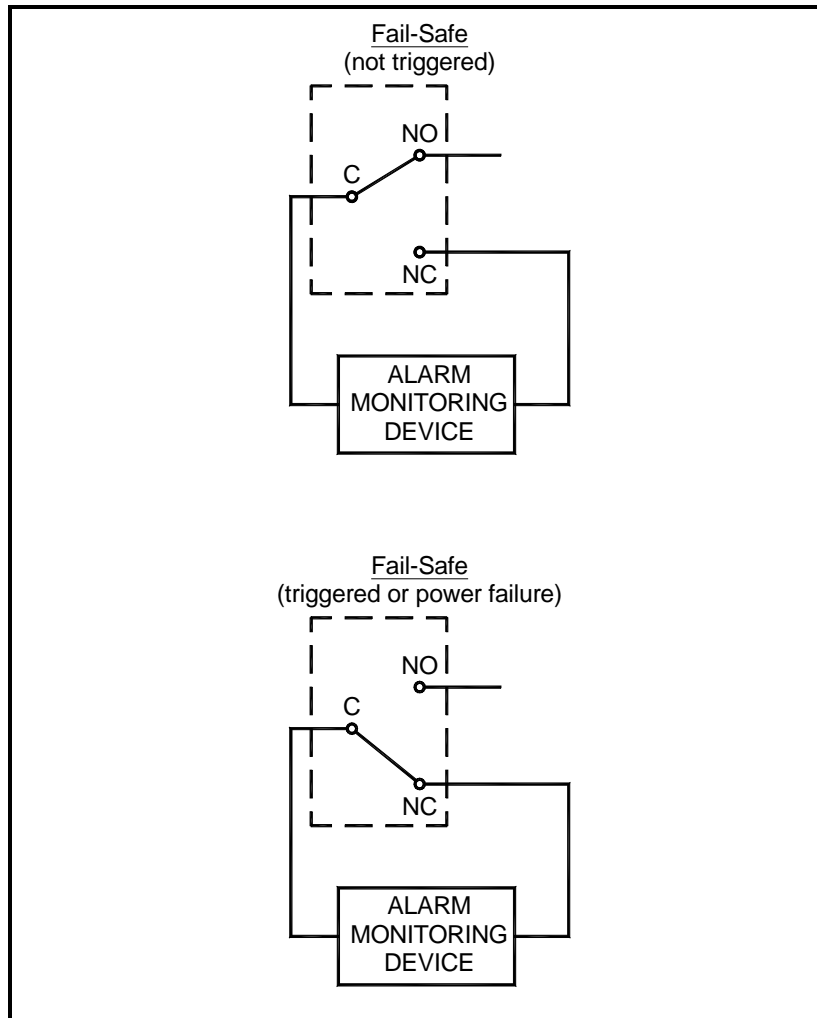 Fail-Safe
(not triggered)
NO
C
NC
ALARM
MONITORING
DEVICE
Fail-Safe
(triggered or power failure)
NO
C
NC
ALARM
MONITORING
DEVICE